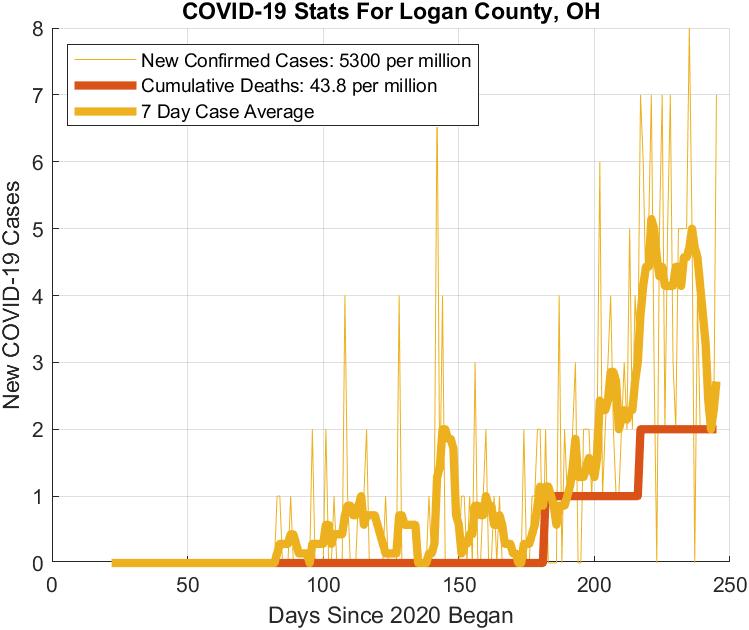 COVID-19 Stats For Logan County, OH
New Confirmed Cases: 5300 per million
Cumulative Deaths: 43.8 per million
7 Day Case Average
New COVID-19 Cases
8
7
6
5
4
3
2
1
0
0 50 100 150 200 250
Days Since 2020 Began